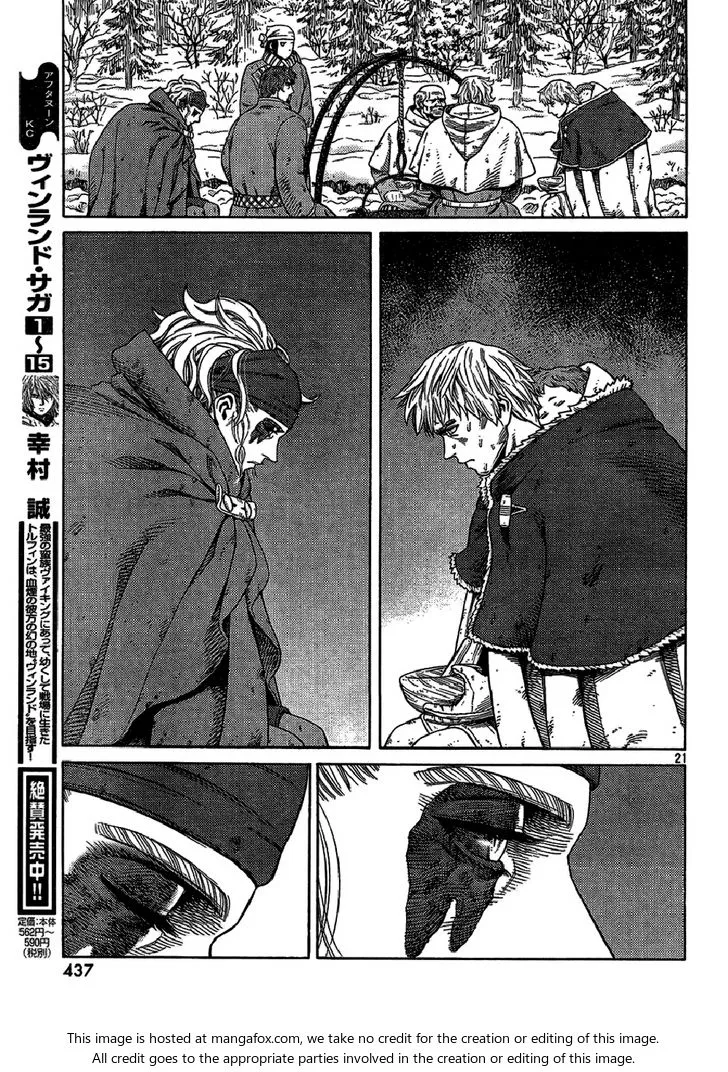 アフタヌーンKC
ヴィンランド・サガ
1〜15
幸村 誠
最強の蛮族ヴァイキングにあって、幼くして戦場に生きた
トルフィンは、血煙の彼方の幻の地“ヴィンランド”を目指す!
絶賛発売中!!
定価:本体
562円〜
590円
(税別)
21
437
This image is hosted at mangafox.com, we take no credit for the creation or editing of this image.
All credit goes to the appropriate parties involved in the creation or editing of this image.